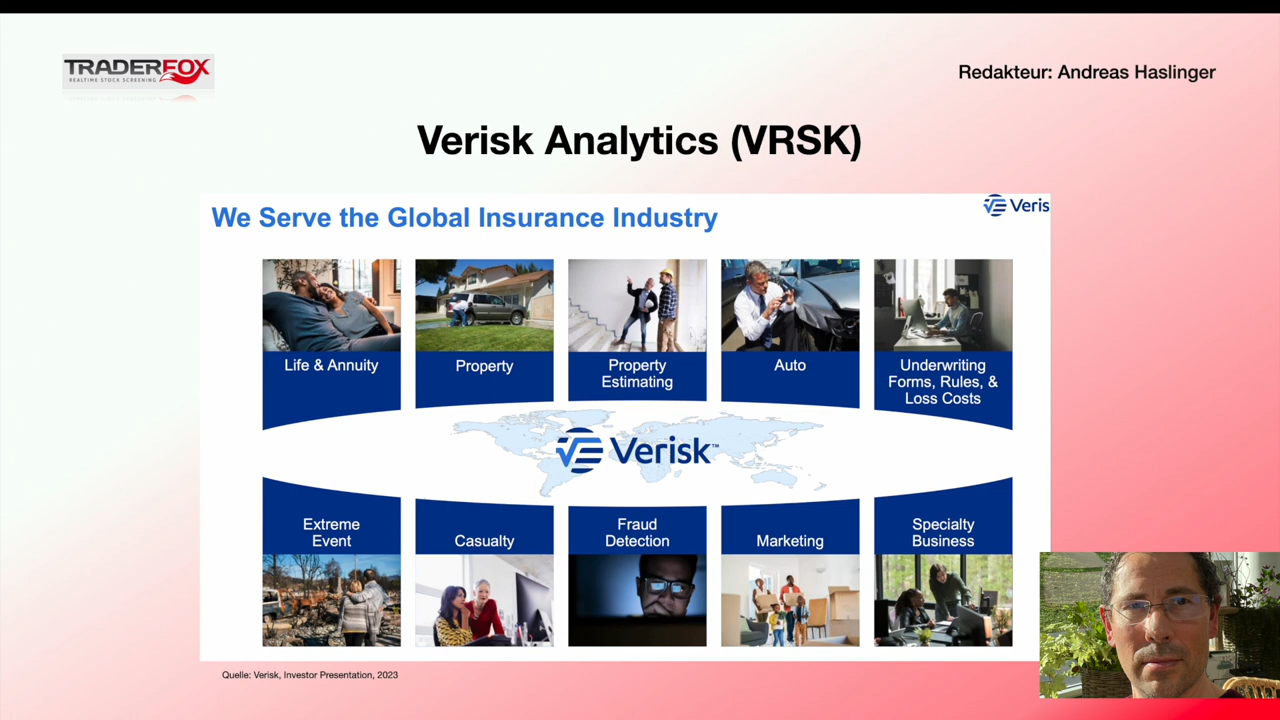 TRADERFOX
REALTIME STOCK SCREENING
Redakteur: Andreas Haslinger
Verisk Analytics (VRSK)
We Serve the Global Insurance Industry
Veris
Life & Annuity
Property
Property
Estimating
Auto
Underwriting
Forms, Rules, &
Loss Costs
Verisk™
Extreme
Event
Casualty
Fraud
Detection
Marketing
Specialty
Business
Quelle: Verisk, Investor Presentation, 2023